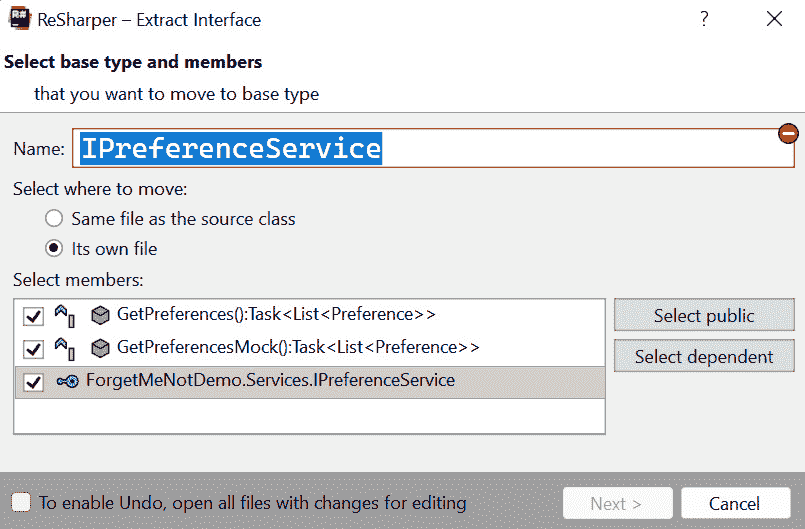 ReSharper – Extract Interface
Select base type and members
that you want to move to base type
Name: IPreferenceService
Select where to move:
Same file as the source class
Its own file
Select members:
GetPreferences():Task<List<Preference>>
GetPreferencesMock():Task<List<Preference>>
ForgetMeNotDemo.Services.IPreferenceService
Select public
Select dependent
To enable Undo, open all files with changes for editing
Next >
Cancel